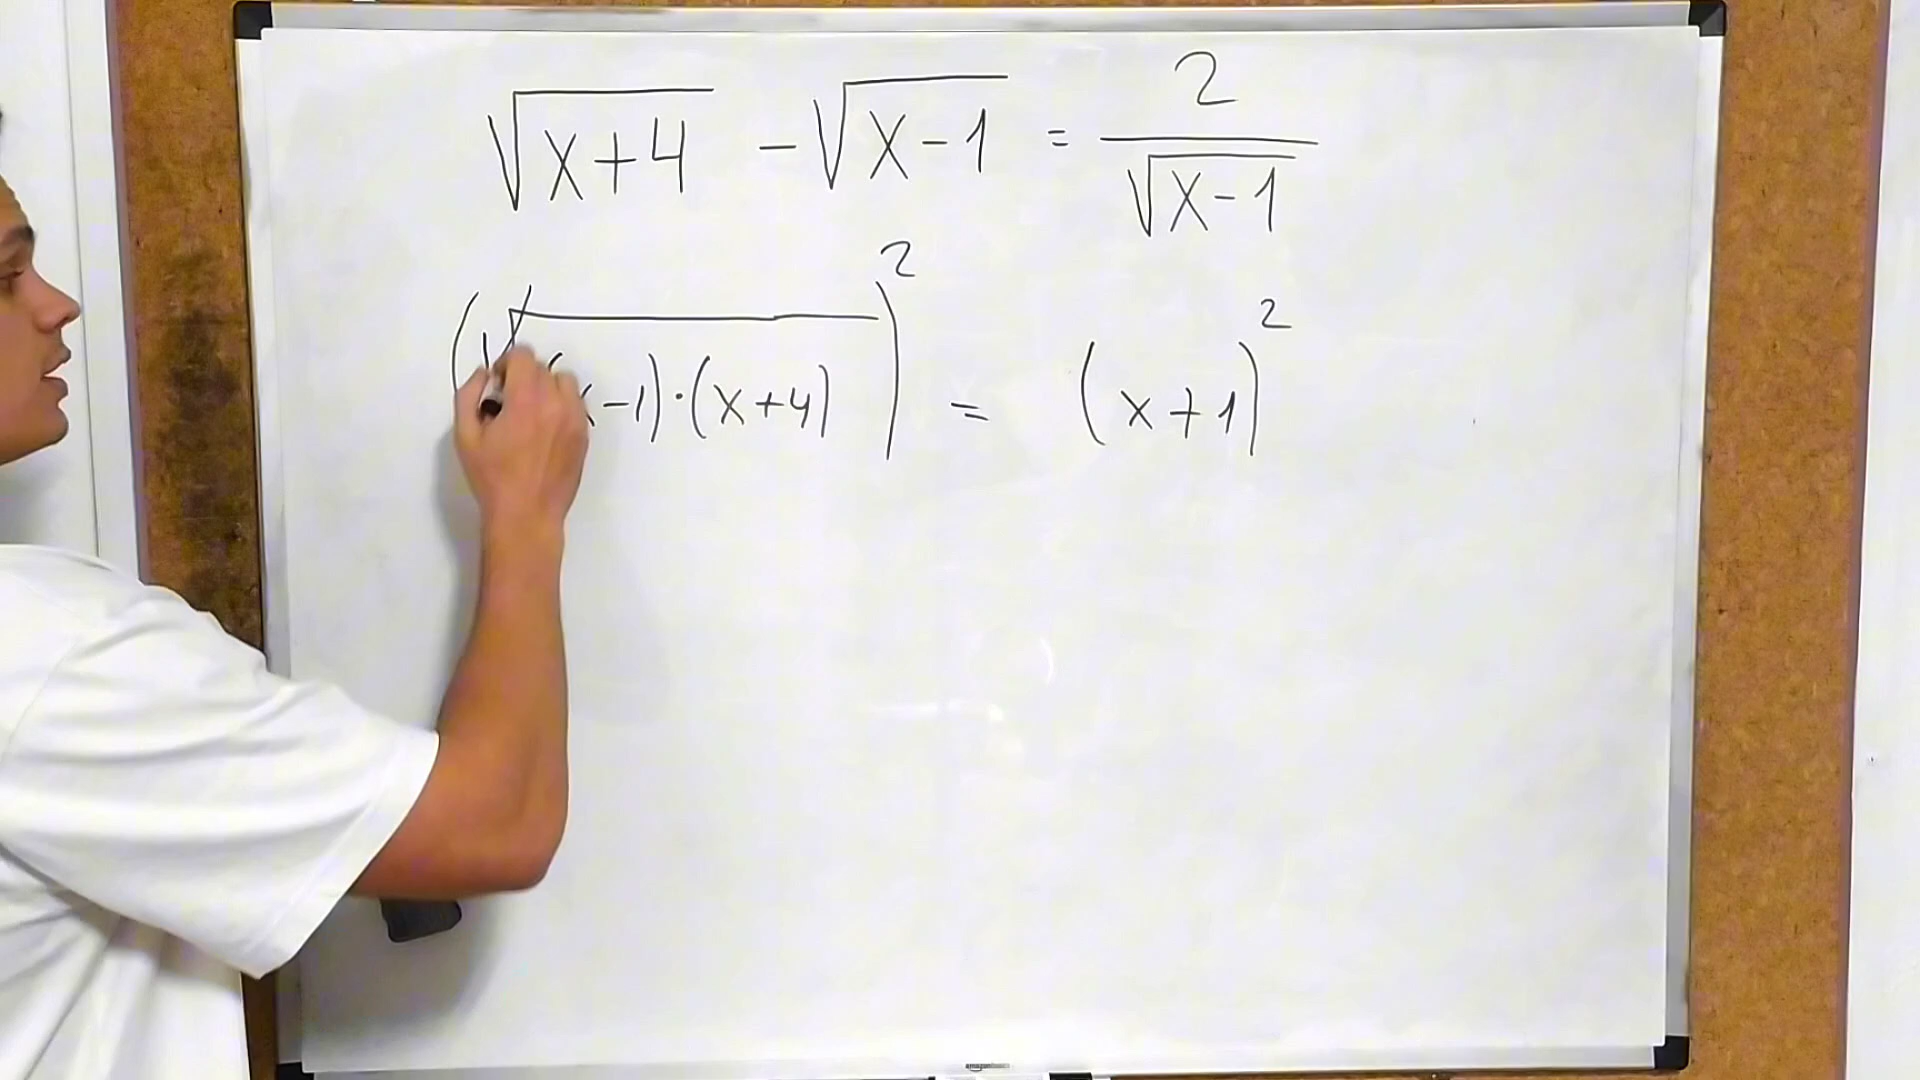 √(x+4) - √(x-1) = 2/√(x-1)
(√((x-1)·(x+4)))² = (x+1)²